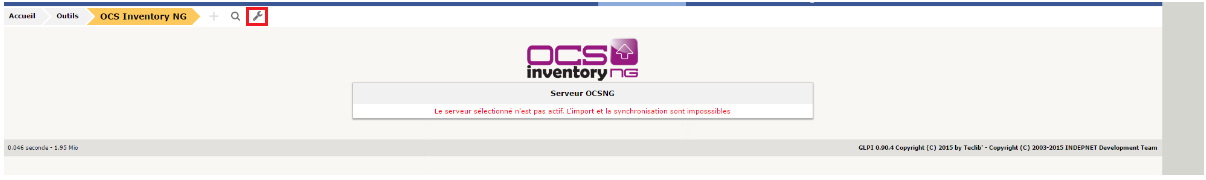 Accueil Outils OCS Inventory NG
OCS
inventory NG
Serveur OCSNG
Le serveur sélectionné n'est pas actif. L'import et la synchronisation sont impossibles
0.046 seconde - 1.95 Mio
GLPI 0.90.4 Copyright (C) 2015 by Teclib' - Copyright (C) 2003-2015 INDEPNET Development Team